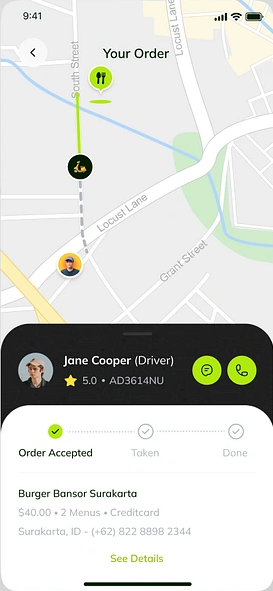 9:41
Your Order
South Street
Locust Lane
Locust Lane
Grant Street
Jane Cooper (Driver)
5.0 • AD3614NU
Order Accepted
Taken
Done
Burger Bansor Surakarta
$40.00 • 2 Menus • Creditcard
Surakarta, ID - (+62) 822 8898 2344
See Details